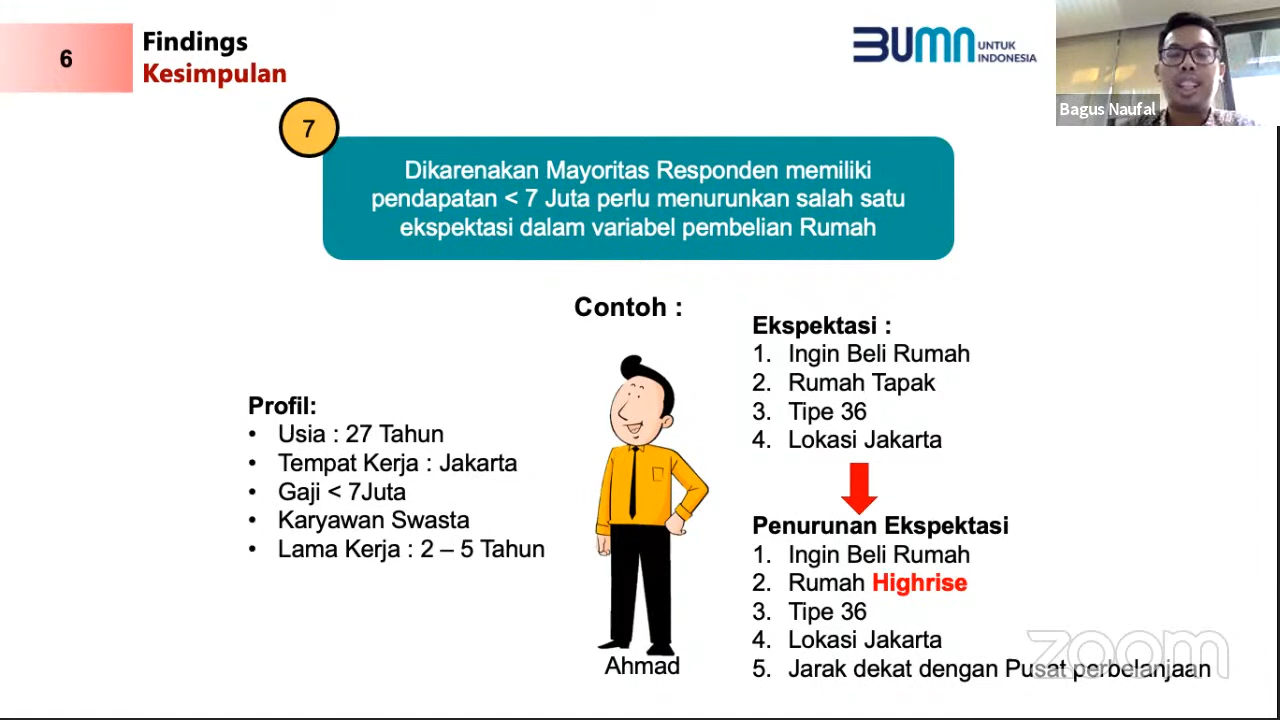 6
Findings
Kesimpulan
BUMN UNTUK
INDONESIA
Bagus Naufal
7
Dikarenakan Mayoritas Responden memiliki
pendapatan < 7 Juta perlu menurunkan salah satu
ekspektasi dalam variabel pembelian Rumah
Contoh :
Profil:
• Usia : 27 Tahun
• Tempat Kerja : Jakarta
• Gaji < 7Juta
• Karyawan Swasta
• Lama Kerja : 2 – 5 Tahun
Ahmad
Ekspektasi :
1. Ingin Beli Rumah
2. Rumah Tapak
3. Tipe 36
4. Lokasi Jakarta
Penurunan Ekspektasi
1. Ingin Beli Rumah
2. Rumah Highrise
3. Tipe 36
4. Lokasi Jakarta
5. Jarak dekat dengan Pusat perbelanjaan
zoom